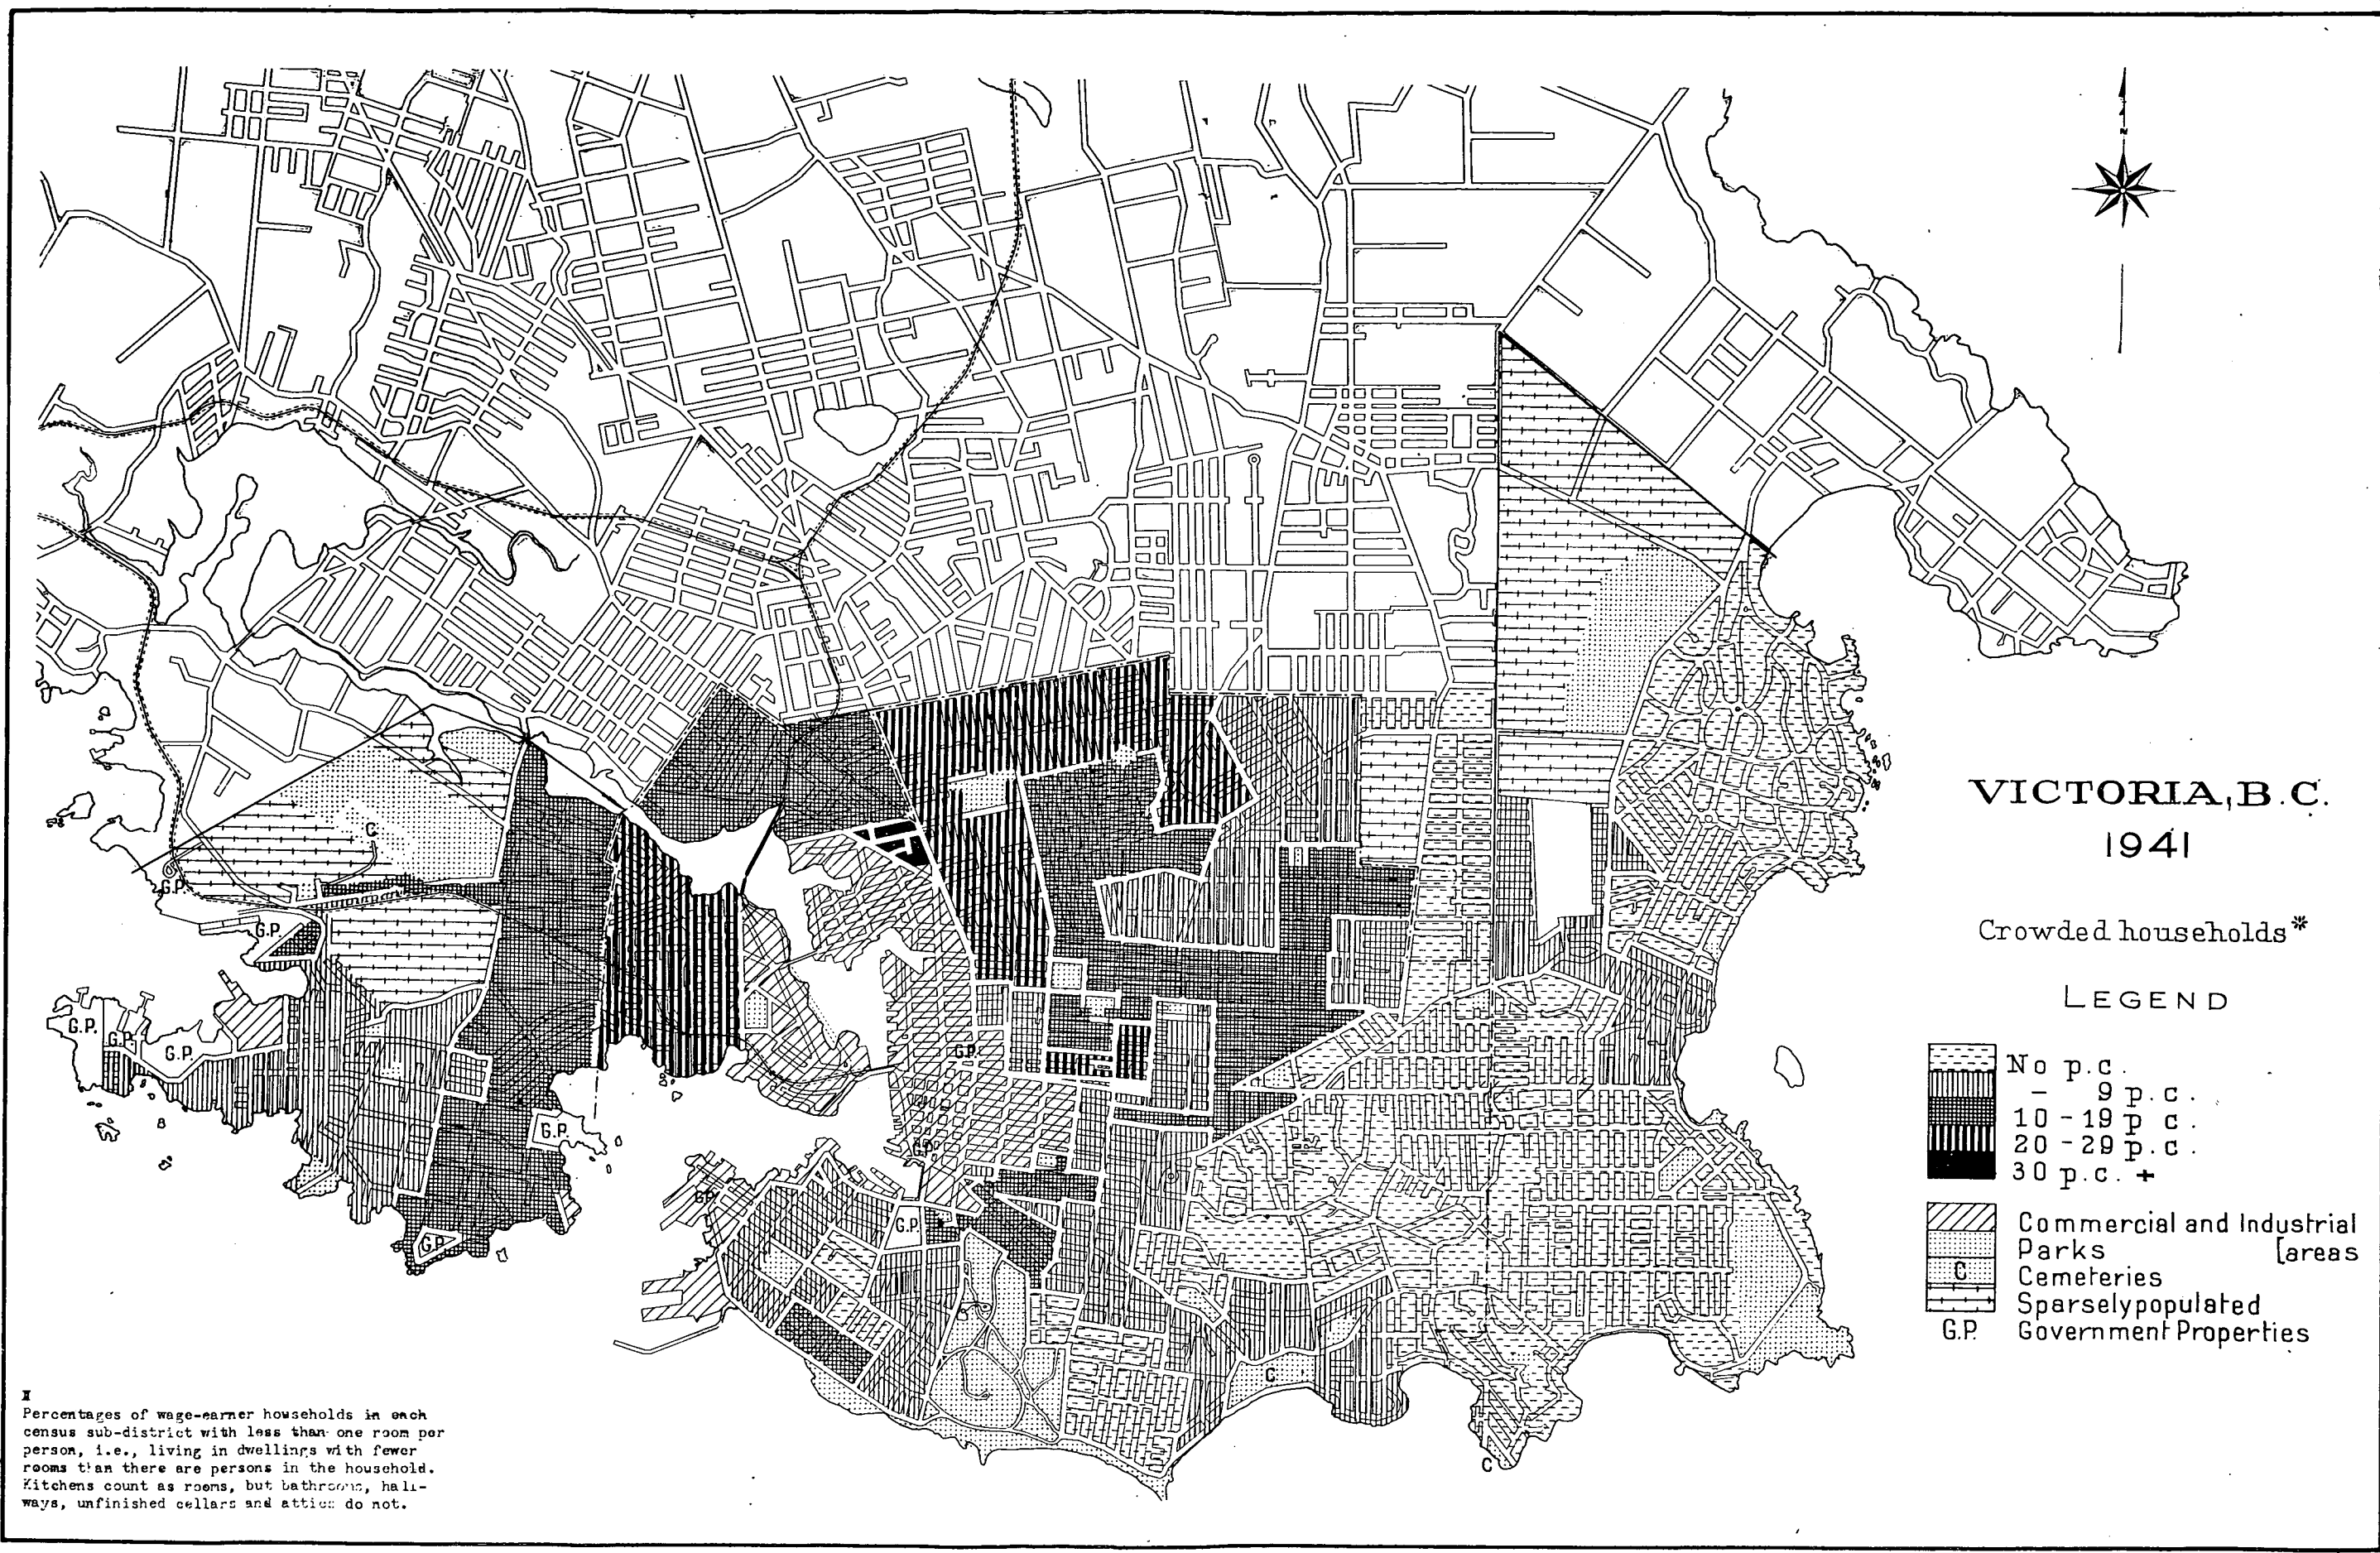 N
VICTORIA, B.C.
1941
Crowded households*
LEGEND
No p.c.
- 9 p.c.
10-19 p c.
20-29 p.c.
30 p.c. +
Commercial and Industrial
Parks [areas
C Cemeteries
Sparsely populated
G.P. Government Properties
C
G.P.
G.P.
G.P.
G.P.
G.P.
G.P.
G.P.
G.P.
G.P.
G.P.
G.P.
C
C
Percentages of wage-earner households in each
census sub-district with less than one room per
person, i.e., living in dwellings with fewer
rooms than there are persons in the household.
Kitchens count as rooms, but bathrooms, hall-
ways, unfinished cellars and attics do not.